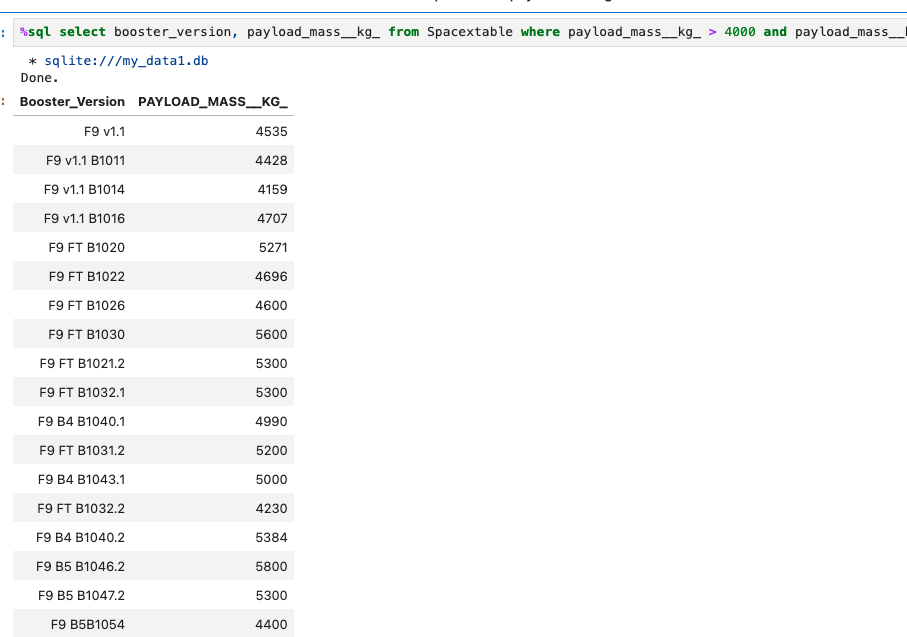 : %sql select booster_version, payload_mass__kg_ from Spacextable where payload_mass__kg_ > 4000 and payload_mass__
* sqlite:///my_data1.db
Done.
: Booster_Version PAYLOAD_MASS__KG_
F9 v1.1 4535
F9 v1.1 B1011 4428
F9 v1.1 B1014 4159
F9 v1.1 B1016 4707
F9 FT B1020 5271
F9 FT B1022 4696
F9 FT B1026 4600
F9 FT B1030 5600
F9 FT B1021.2 5300
F9 FT B1032.1 5300
F9 B4 B1040.1 4990
F9 FT B1031.2 5200
F9 B4 B1043.1 5000
F9 FT B1032.2 4230
F9 B4 B1040.2 5384
F9 B5 B1046.2 5800
F9 B5 B1047.2 5300
F9 B5B1054 4400